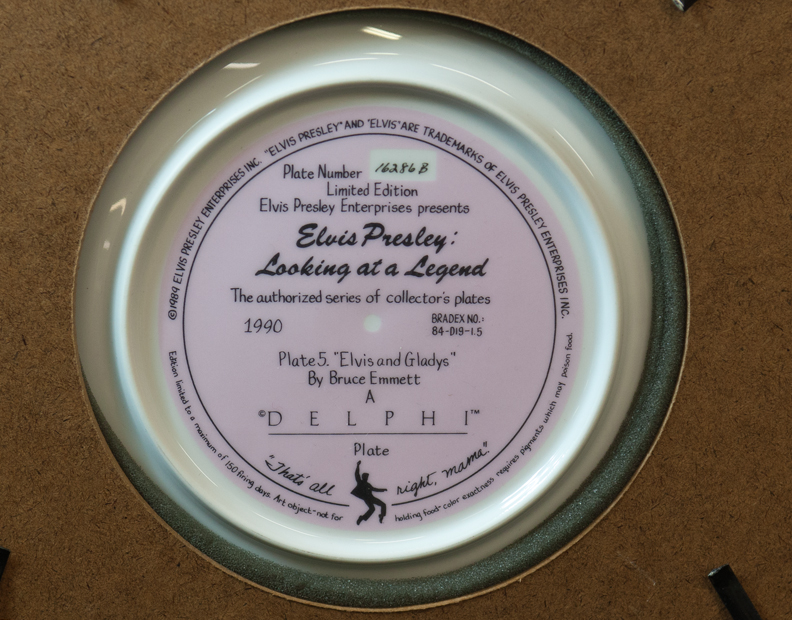 ©1989 ELVIS PRESLEY ENTERPRISES INC. "ELVIS PRESLEY" AND "ELVIS" ARE TRADEMARKS OF ELVIS PRESLEY ENTERPRISES INC.
Plate Number 16286B
Limited Edition
Elvis Presley Enterprises presents
Elvis Presley:
Looking at a Legend
The authorized series of collector's plates
1990
BRADEX NO.:
84-D19-1.5
Plate 5. "Elvis and Gladys"
By Bruce Emmett
A
©DELPHI™
Plate
"That's all right, mama."
Edition limited to a maximum of 150 firing days. Art object-not for holding food-color exactness requires pigments which may poison food.